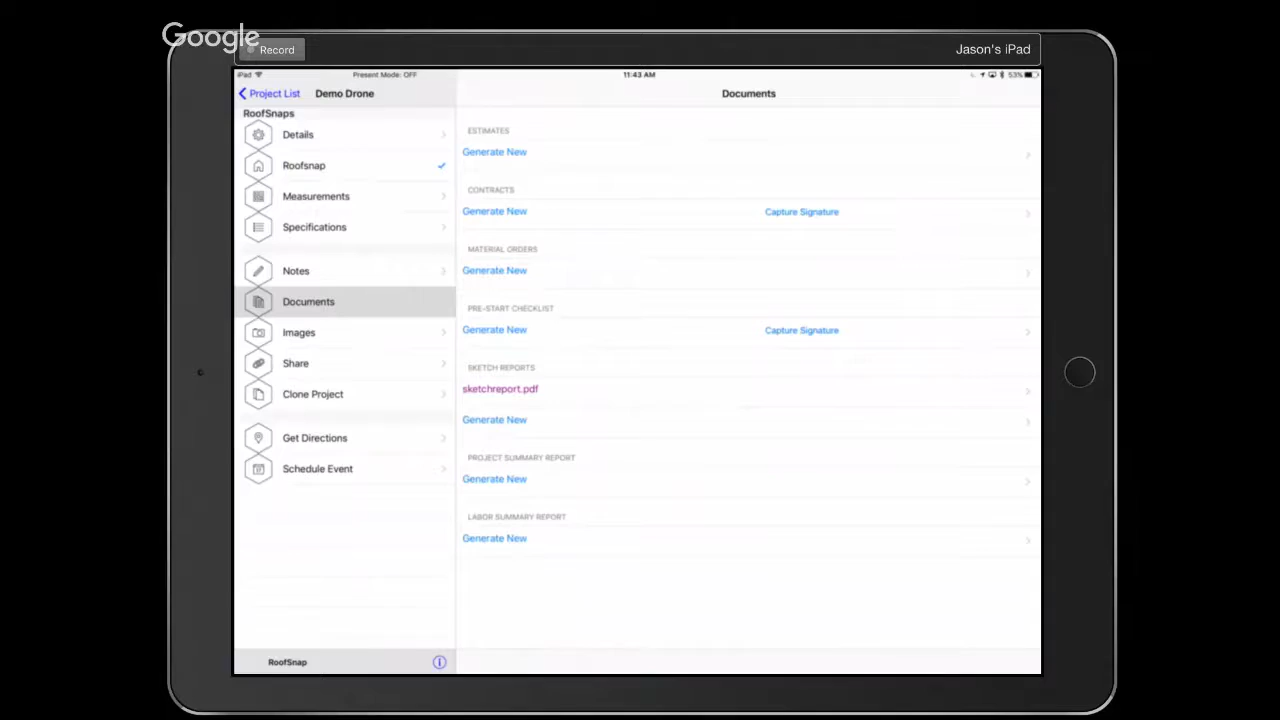 Google
Record
Jason's iPad
iPad
Present Mode: OFF
11:43 AM
53%
Project List
Demo Drone
Documents
RoofSnaps
Details
Roofsnap
Measurements
Specifications
Notes
Documents
Images
Share
Clone Project
Get Directions
17
Schedule Event
RoofSnap
ESTIMATES
Generate New
CONTRACTS
Generate New
Capture Signature
MATERIAL ORDERS
Generate New
PRE-START CHECKLIST
Generate New
Capture Signature
SKETCH REPORTS
sketchreport.pdf
Generate New
PROJECT SUMMARY REPORT
Generate New
LABOR SUMMARY REPORT
Generate New